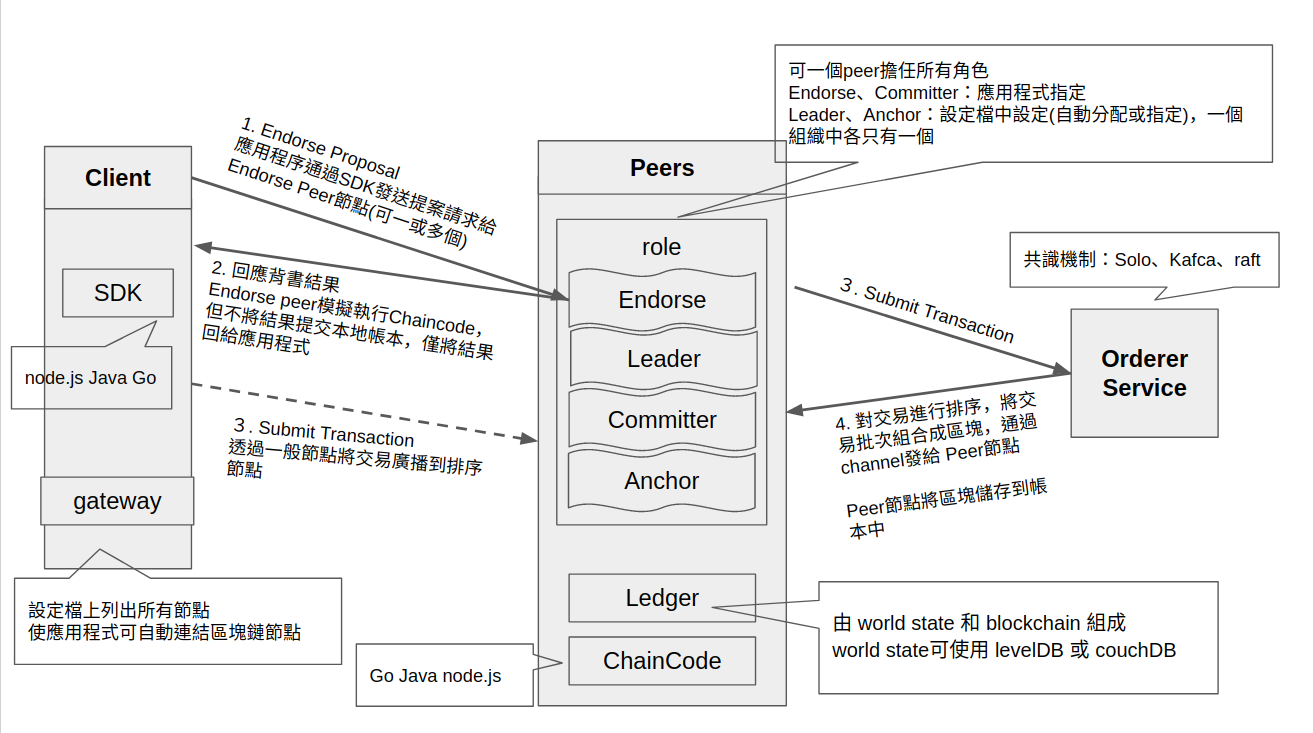 可一個peer擔任所有角色
Endorse、Committer：應用程式指定
Leader、Anchor：設定檔中設定(自動分配或指定)，一個
組織中各只有一個
Client
1. Endorse Proposal
應用程序通過SDK發送提案請求給
Endorse Peer節點(可一或多個)
Peers
role
Endorse
Leader
Committer
Anchor
SDK
node.js Java Go
2. 回應背書結果
Endorse peer模擬執行Chaincode，
但不將結果提交本地帳本，僅將結果
回給應用程式
３. Submit Transaction
透過一般節點將交易廣播到排序
節點
gateway
設定檔上列出所有節點
使應用程式可自動連結區塊鏈節點
３. Submit Transaction
共識機制：Solo、Kafca、raft
Orderer
Service
4. 對交易進行排序，將交
易批次組合成區塊，通過
channel發給 Peer節點
Peer節點將區塊儲存到帳
本中
Ledger
由 world state 和 blockchain 組成
world state可使用 levelDB 或 couchDB
ChainCode
Go Java node.js